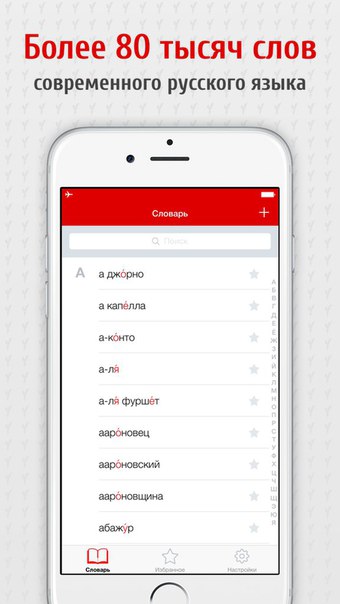 Более 80 тысяч слов
современного русского языка
Словарь +
Поиск
А
а джо́рно
а капе́лла
а-ко́нто
а-ля́
а-ля́ фурше́т
ааро́новец
ааро́новский
ааро́новщина
абажу́р
А
Б
В
Г
Д
Е
Ё
Ж
З
И
Й
К
Л
М
Н
О
П
Р
С
Т
У
Ф
Х
Ц
Ч
Ш
Щ
Э
Ю
Я
Словарь Избранное Настройки